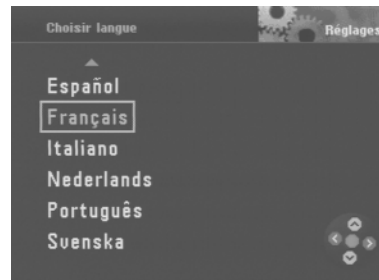 Choisir langue
Réglages
Español
Français
Italiano
Nederlands
Português
Svenska